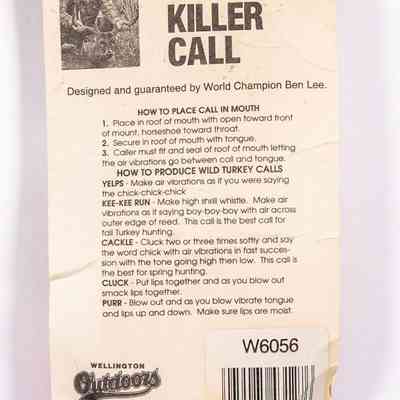 KILLER
CALL
Designed and guaranteed by World Champion Ben Lee.
HOW TO PLACE CALL IN MOUTH
1. Place in roof of mouth with open toward front
of mount, horseshoe toward throat.
2. Secure in roof of mouth with tongue.
3. Caller must fit and seal of roof of mouth letting
the air vibrations go between call and tongue.
HOW TO PRODUCE WILD TURKEY CALLS
YELPS - Make air vibrations as if you were saying
the chick-chick-chick
KEE-KEE RUN - Make high shrill whistle. Make air
vibrations as if saying boy-boy-boy with air across
outer edge of reed. This call is the best call for
fall Turkey hunting.
CACKLE - Cluck two or three times softly and say
the word chick with air vibrations in fast succes-
sion with the tone going high then low. This call is
the best for spring hunting.
CLUCK - Put lips together and as you blow out
smack lips together.
PURR - Blow out and as you blow vibrate tongue
and lips up and down. Make sure lips are moist.
W6056
WELLINGTON
Outdoors